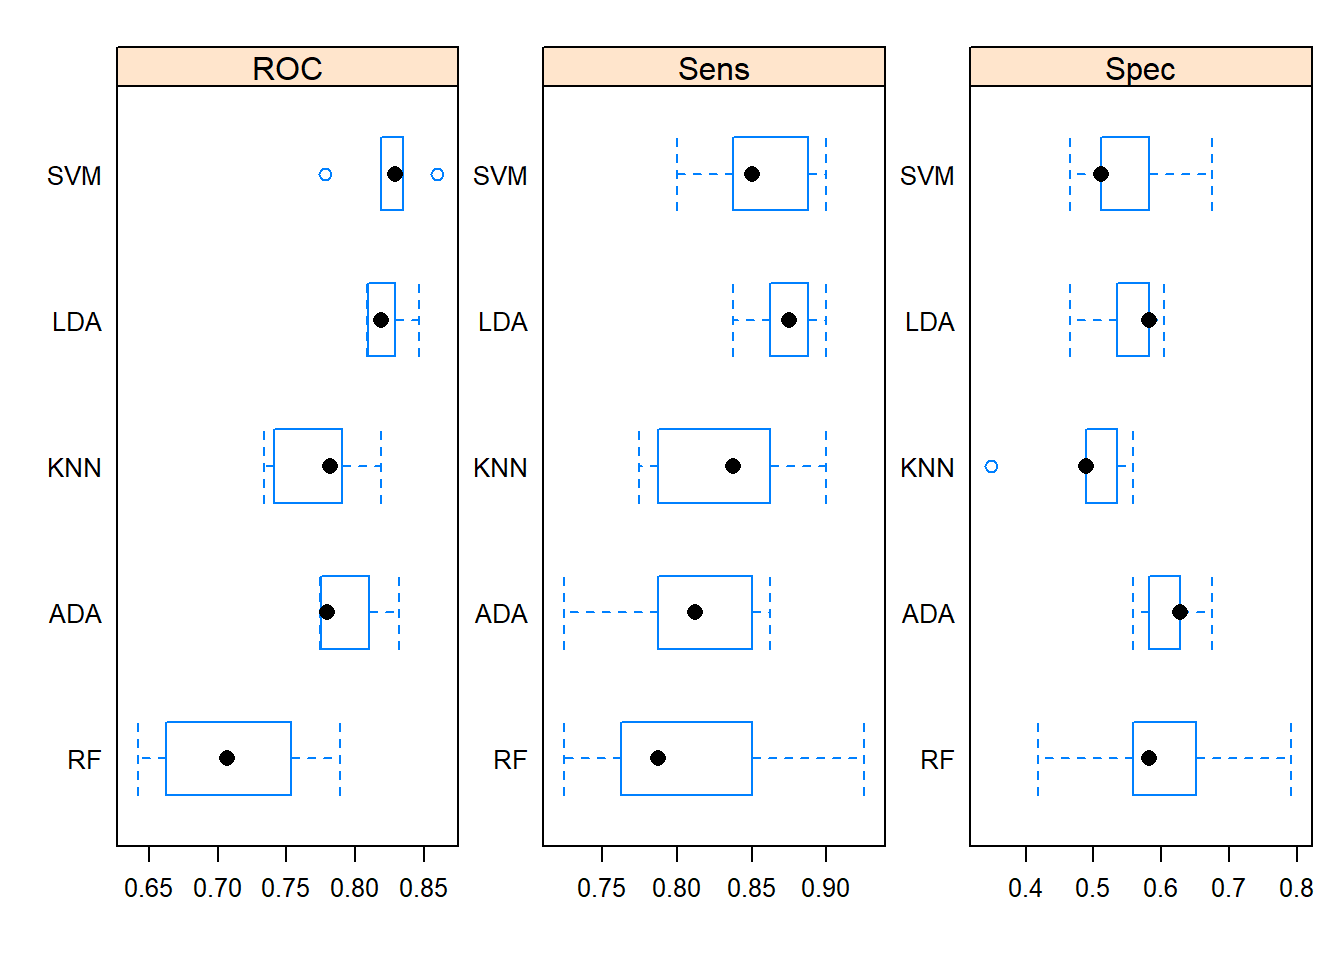 ROC Sens Spec
SVM SVM SVM
LDA LDA LDA
KNN KNN KNN
ADA ADA ADA
RF RF RF
0.65 0.70 0.75 0.80 0.85 0.75 0.80 0.85 0.90 0.4 0.5 0.6 0.7 0.8